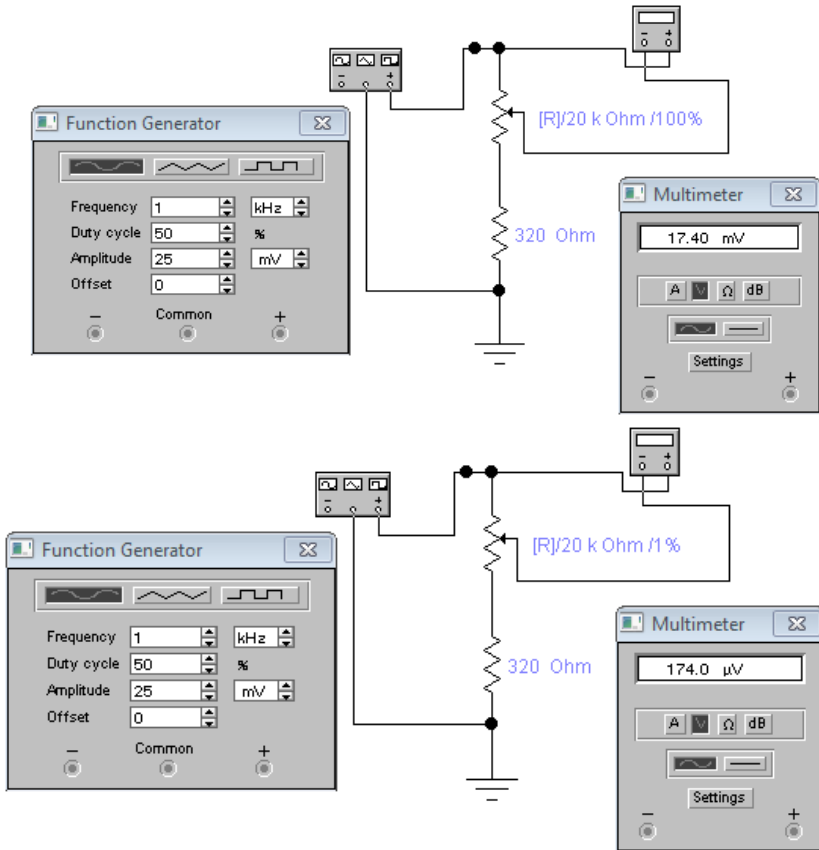 - +
- +
[R]/20 k Ohm /100%
Function Generator
Frequency 1 kHz
Duty cycle 50 %
Amplitude 25 mV
Offset 0
- Common +
320 Ohm
Multimeter
17.40 mV
A V Ω dB
Settings
- +
- +
- +
[R]/20 k Ohm /1%
Function Generator
Frequency 1 kHz
Duty cycle 50 %
Amplitude 25 mV
Offset 0
- Common +
320 Ohm
Multimeter
174.0 µV
A V Ω dB
Settings
- +